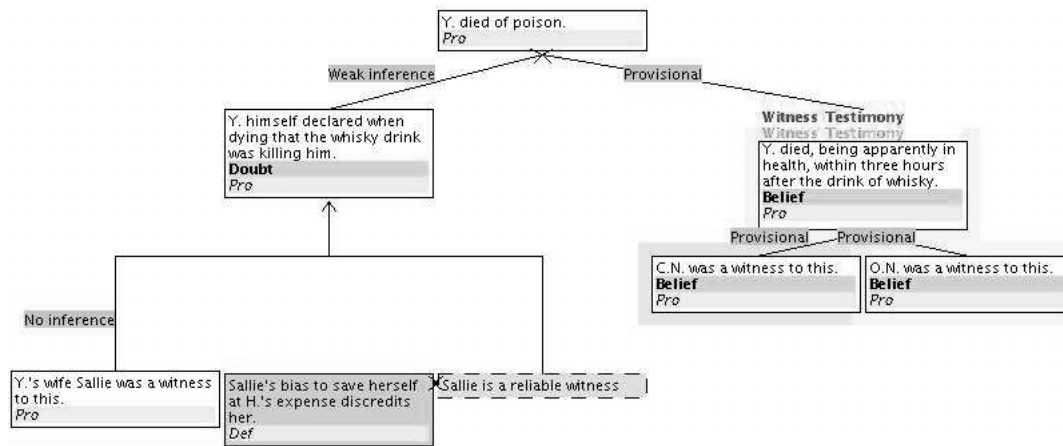 Y. died of poison.
Pro
Weak inference
Provisional
Y. himself declared when
dying that the whisky drink
was killing him.
Doubt
Pro
Witness Testimony
Witness Testimony
Y. died, being apparently in
health, within three hours
after the drink of whisky.
Belief
Pro
Provisional
Provisional
C.N. was a witness to this.
Belief
Pro
O.N. was a witness to this.
Belief
Pro
No inference
Y.'s wife Sallie was a witness
to this.
Pro
Sallie's bias to save herself
at H.'s expense discredits
her.
Def
Sallie is a reliable witness